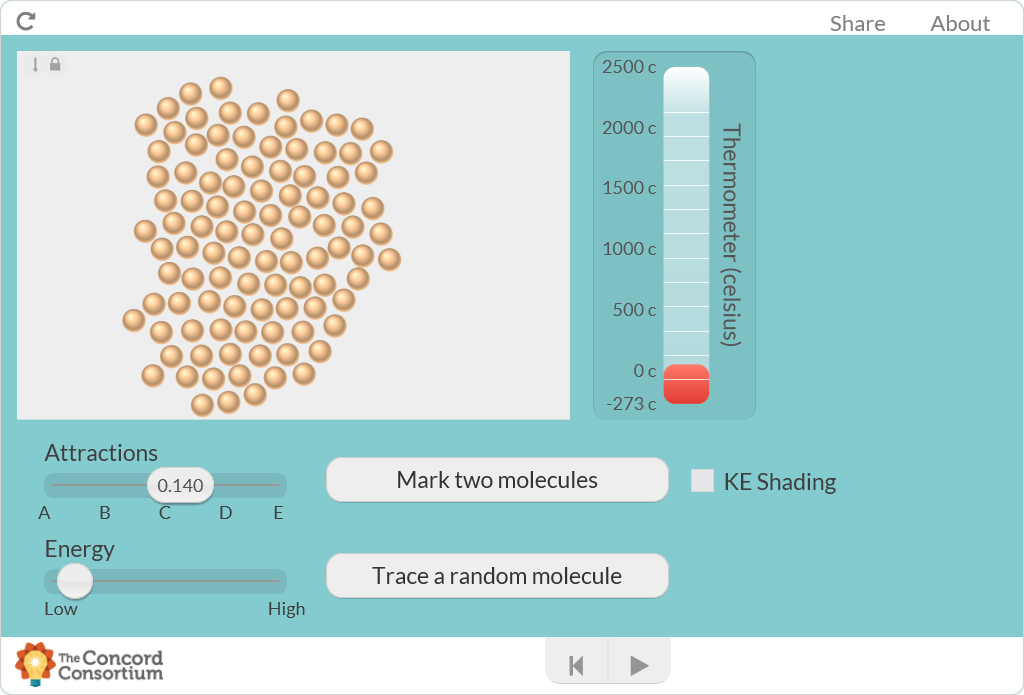 Share About
2500 c
2000 c
1500 c
1000 c
500 c
0 c
-273 c
Thermometer (celsius)
Attractions
0.140
A B C D E
Mark two molecules
KE Shading
Energy
Low High
Trace a random molecule
The Concord
Consortium